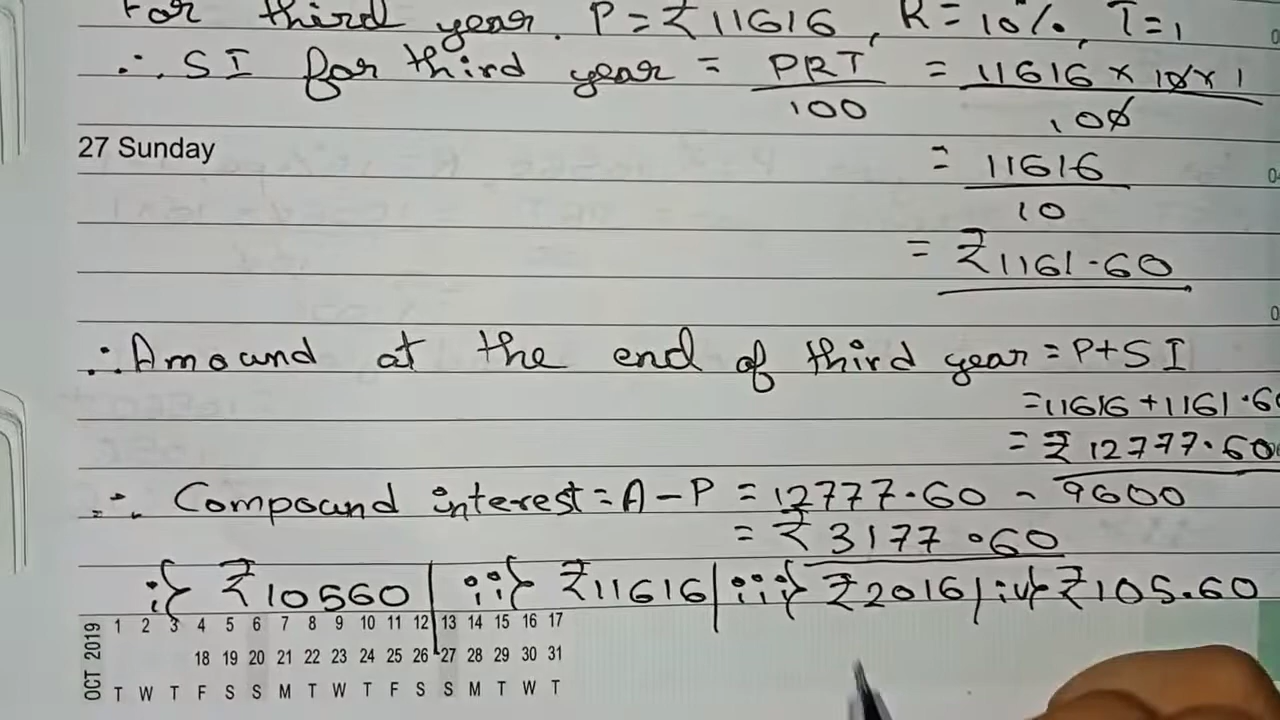 For third year. P = ₹11616, R = 10%, T = 1
∴ SI for third year = PRT/100 = 11616 × 10 × 1/100
27 Sunday
= 11616/10
= ₹1161.60
∴ Amound at the end of third year = P+SI
= 11616 + 1161.60
= ₹12777.60
∴ Compound interest = A - P = 12777.60 - 9600
= ₹3177.60
i} ₹10560 | ii} ₹11616 | iii} ₹2016 | iv} ₹105.60
OCT 2019
1 2 3 4 5 6 7 8 9 10 11 12 13 14 15 16 17
18 19 20 21 22 23 24 25 26 27 28 29 30 31
T W T F S S M T W T F S S M T W T